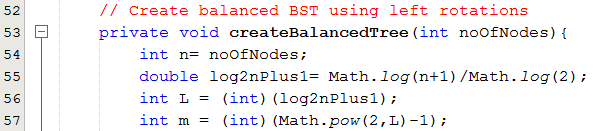 52 // Create balanced BST using left rotations
53 private void createBalancedTree(int noOfNodes){
54 int n= noOfNodes;
55 double log2nPlus1= Math.log(n+1)/Math.log(2);
56 int L = (int)(log2nPlus1);
57 int m = (int)(Math.pow(2,L)-1);